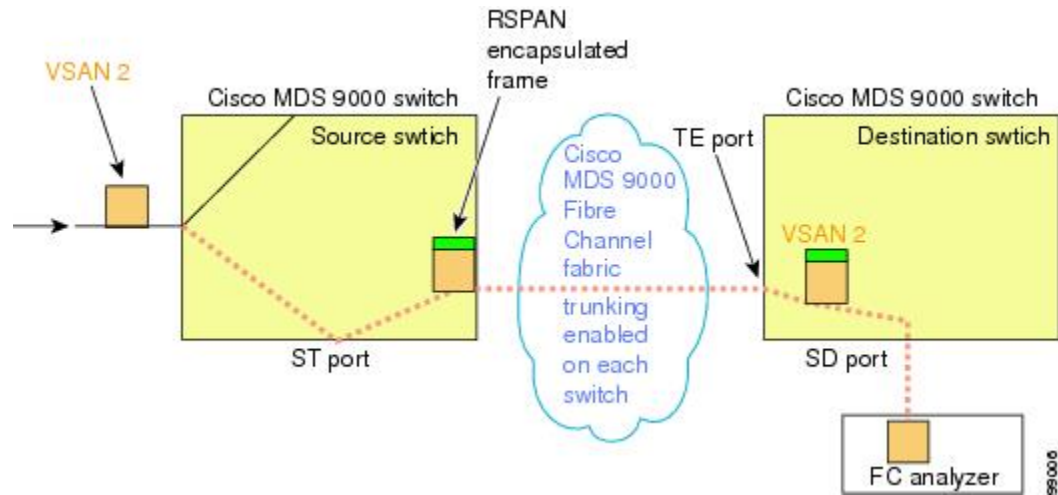 RSPAN
encapsulated
frame
VSAN 2
Cisco MDS 9000 switch
Source swtich
ST port
Cisco
MDS 9000
Fibre
Channel
fabric
trunking
enabled
on each
switch
TE port
Cisco MDS 9000 switch
Destination swtich
VSAN 2
SD port
FC analyzer
99006